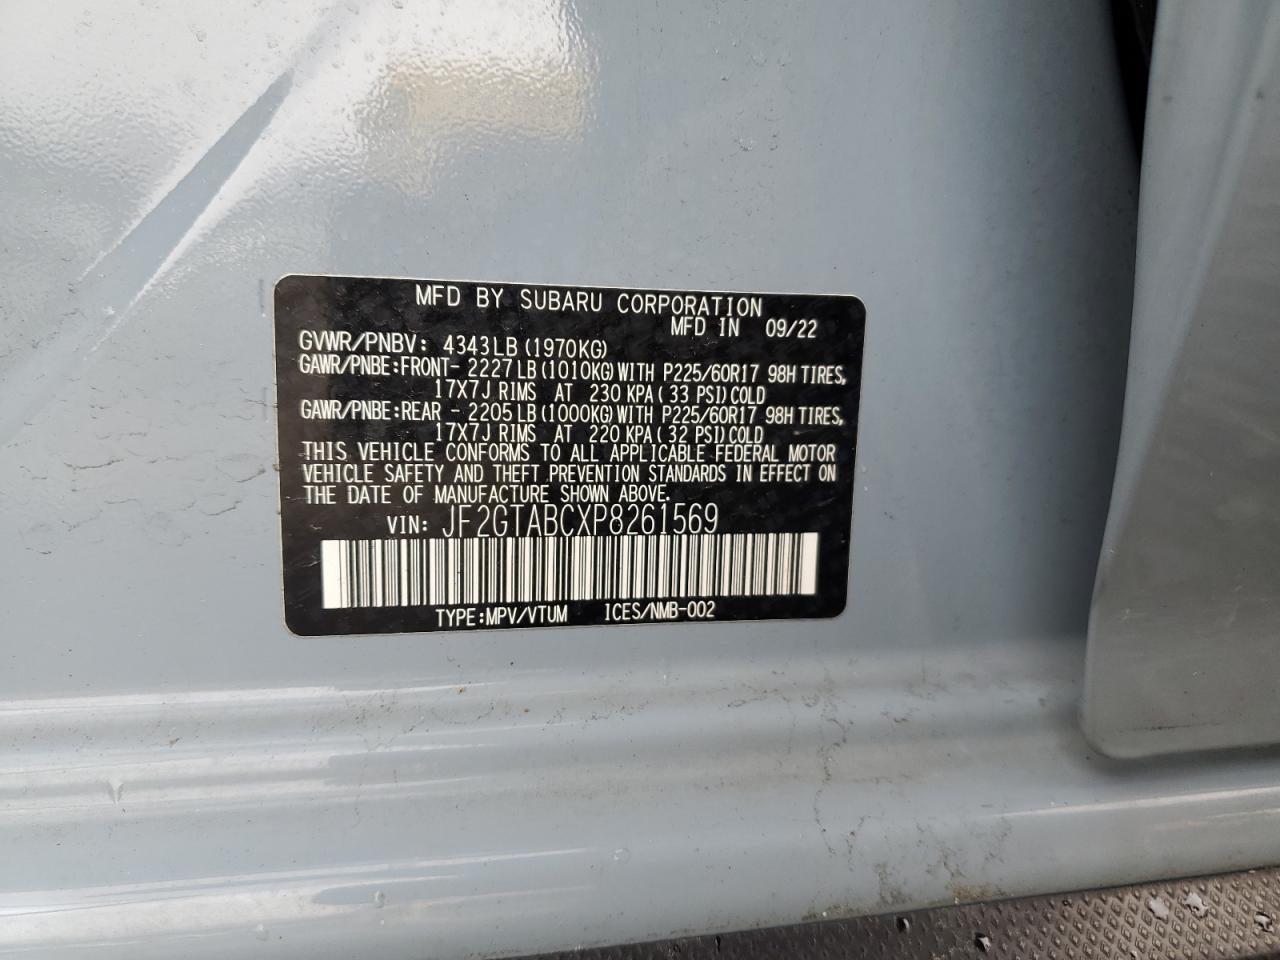 MFD BY SUBARU CORPORATION
MFD IN 09/22
GVWR/PNBV: 4343LB (1970KG)
GAWR/PNBE:FRONT- 2227LB (1010KG) WITH P225/60R17 98H TIRES,
17X7J RIMS AT 230 KPA (33 PSI) COLD
GAWR/PNBE:REAR - 2205LB (1000KG) WITH P225/60R17 98H TIRES,
17X7J RIMS AT 220 KPA (32 PSI) COLD
THIS VEHICLE CONFORMS TO ALL APPLICABLE FEDERAL MOTOR
VEHICLE SAFETY AND THEFT PREVENTION STANDARDS IN EFFECT ON
THE DATE OF MANUFACTURE SHOWN ABOVE.
VIN: JF2GTABCXP8261569
TYPE:MPV/VTUM ICES/NMB-002